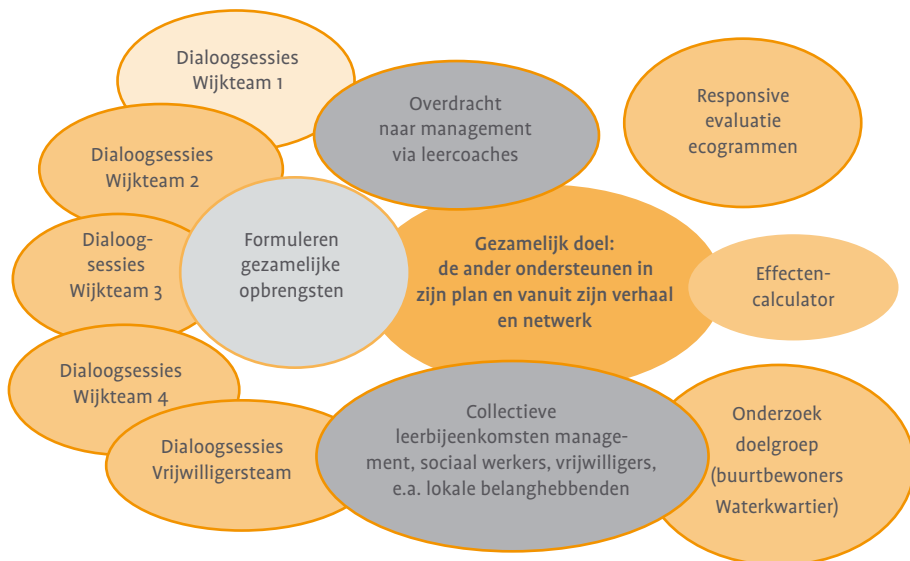 Dialoogsessies
Wijkteam 1
Overdracht
naar management
via leercoaches
Responsive
evaluatie
ecogrammen
Dialoogsessies
Wijkteam 2
Formuleren
gezamelijke
opbrengsten
Gezamelijk doel:
de ander ondersteunen in
zijn plan en vanuit zijn verhaal
en netwerk
Dialoog-
sessies
Wijkteam 3
Effecten-
calculator
Dialoogsessies
Wijkteam 4
Dialoogsessies
Vrijwilligersteam
Collectieve
leerbijeenkomsten manage-
ment, sociaal werkers, vrijwilligers,
e.a. lokale belanghebbenden
Onderzoek
doelgroep
(buurtbewoners
Waterkwartier)